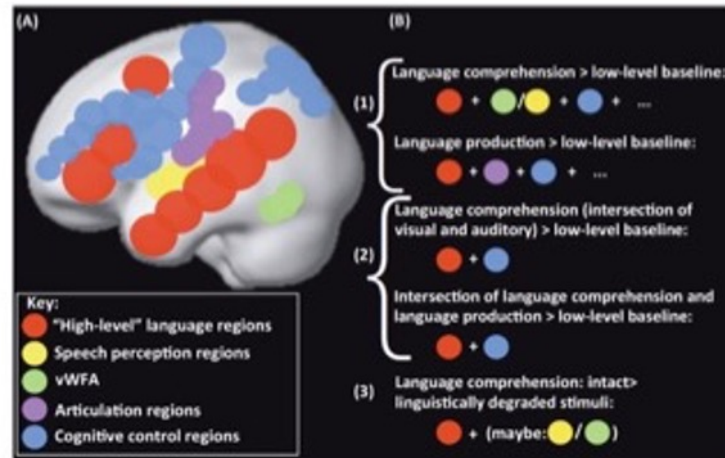 (A)
Key:
"High-level" language regions
Speech perception regions
vWFA
Articulation regions
Cognitive control regions
(B)
(1)
Language comprehension > low-level baseline:
+ / + + ...
Language production > low-level baseline:
+ + + ...
(2)
Language comprehension (intersection of
visual and auditory) > low-level baseline:
+
Intersection of language comprehension and
language production > low-level baseline:
+
(3)
Language comprehension: intact>
linguistically degraded stimuli:
+ (maybe: / )